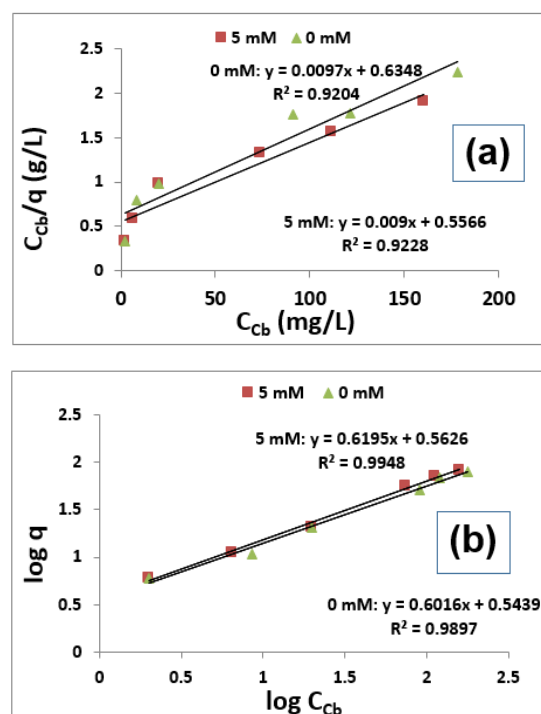 5 mM 0 mM
0 mM: y = 0.0097x + 0.6348
R² = 0.9204
(a)
5 mM: y = 0.009x + 0.5566
R² = 0.9228
C_Cb/q (g/L)
2.5
2
1.5
1
0.5
0
0 50 100 150 200
C_Cb (mg/L)
5 mM 0 mM
5 mM: y = 0.6195x + 0.5626
R² = 0.9948
(b)
0 mM: y = 0.6016x + 0.5439
R² = 0.9897
log q
2.5
2
1.5
1
0.5
0
0 0.5 1 1.5 2 2.5
log C_Cb